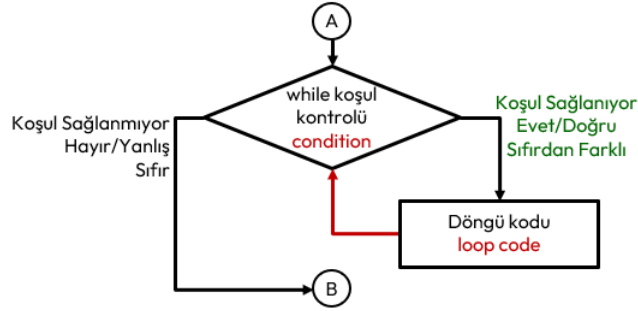 A
while koşul
kontrolü
condition
Koşul Sağlanmıyor
Hayır/Yanlış
Sıfır
Koşul Sağlanıyor
Evet/Doğru
Sıfırdan Farklı
Döngü kodu
loop code
B